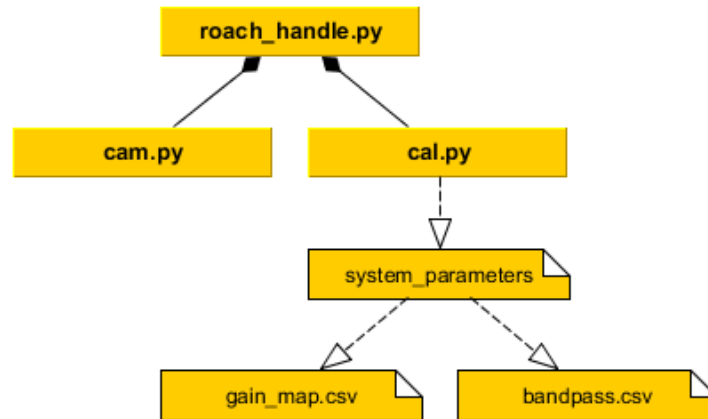 roach_handle.py
cam.py
cal.py
system_parameters
gain_map.csv
bandpass.csv